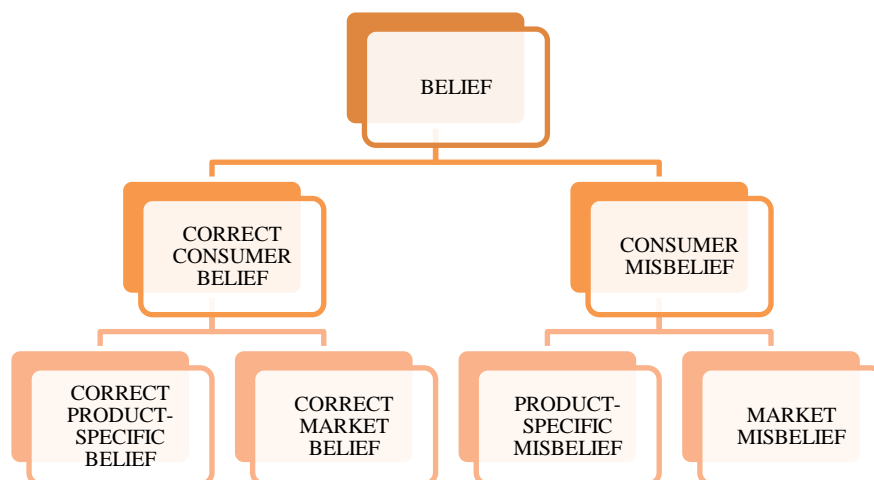 BELIEF
CORRECT
CONSUMER
BELIEF
CONSUMER
MISBELIEF
CORRECT
PRODUCT-
SPECIFIC
BELIEF
CORRECT
MARKET
BELIEF
PRODUCT-
SPECIFIC
MISBELIEF
MARKET
MISBELIEF